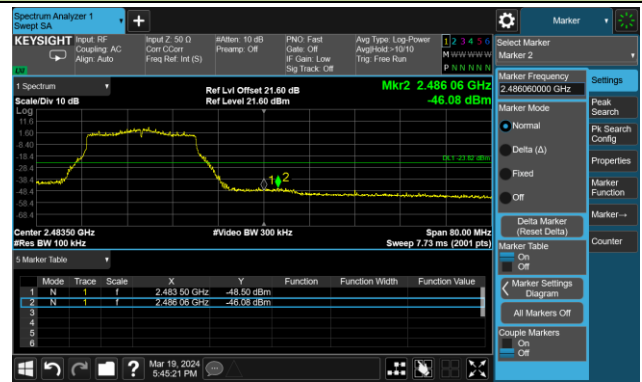 Spectrum Analyzer 1
Swept SA
Marker
KEYSIGHT
Input: RF
Coupling: AC
Align: Auto
Input Z: 50 Ω
Corr CCorr
Freq Ref: Int (S)
#Atten: 10 dB
Preamp: Off
PNO: Fast
Gate: Off
IF Gain: Low
Sig Track: Off
Avg Type: Log-Power
Avg|Hold >10/10
Trig: Free Run
1 2 3 4 5 6
M W W W W W
P N N N N N
LW
Select Marker
Marker 2
1 Spectrum
Scale/Div 10 dB
Log
Ref Lvl Offset 21.60 dB
Ref Level 21.60 dBm
Mkr2 2.486 06 GHz
-46.08 dBm
11.6
1.60
-8.40
-18.4
-28.4
-38.4
-48.4
-58.4
-68.4
DL1 -23.62 dBm
1
2
Center 2.48350 GHz
#Res BW 100 kHz
#Video BW 300 kHz
Span 80.00 MHz
Sweep 7.73 ms (2001 pts)
5 Marker Table
Mode Trace Scale X Y Function Function Width Function Value
1 N 1 f 2.483 50 GHz -48.50 dBm
2 N 1 f 2.486 06 GHz -46.08 dBm
3
4
5
6
Marker Frequency
2.486060000 GHz
Marker Mode
Normal
Delta (Δ)
Fixed
Off
Delta Marker
(Reset Delta)
Marker Table
On
Off
Marker Settings
Diagram
All Markers Off
Couple Markers
On
Off
Settings
Peak
Search
Pk Search
Config
Properties
Marker
Function
Marker→
Counter
?
Mar 19, 2024
5:45:21 PM